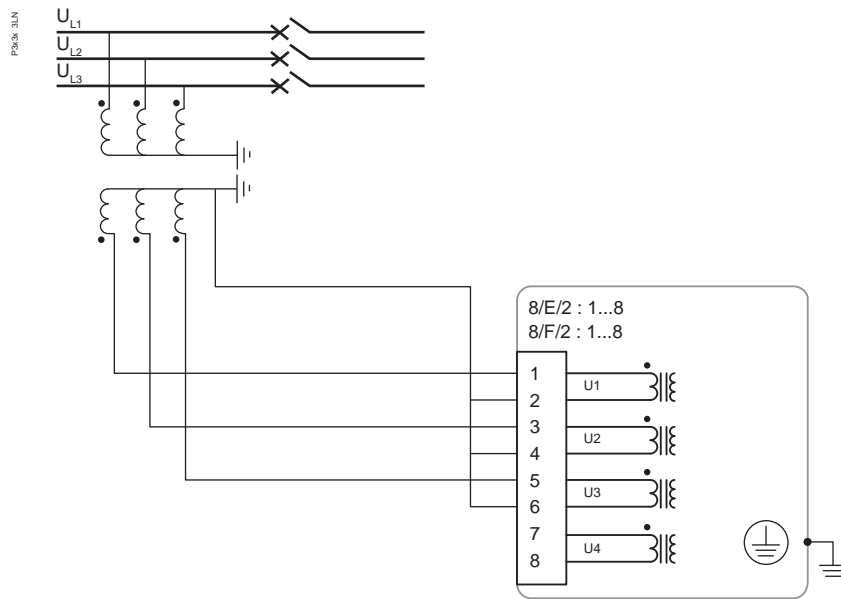 P3x3x 3LN
UL1
UL2
UL3
8/E/2 : 1...8
8/F/2 : 1...8
1
U1
2
3
U2
4
5
U3
6
7
U4
8